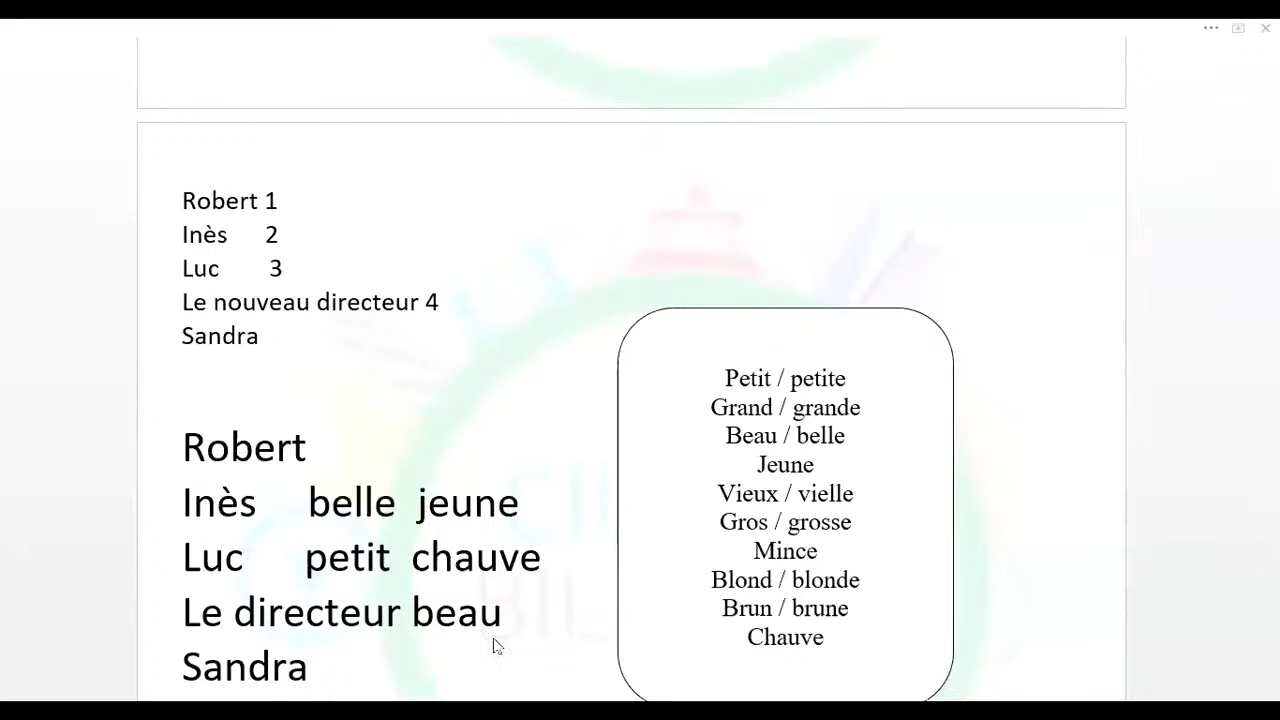 Robert 1
Inès 2
Luc 3
Le nouveau directeur 4
Sandra
Robert
Inès belle jeune
Luc petit chauve
Le directeur beau
Sandra
Petit / petite
Grand / grande
Beau / belle
Jeune
Vieux / vielle
Gros / grosse
Mince
Blond / blonde
Brun / brune
Chauve